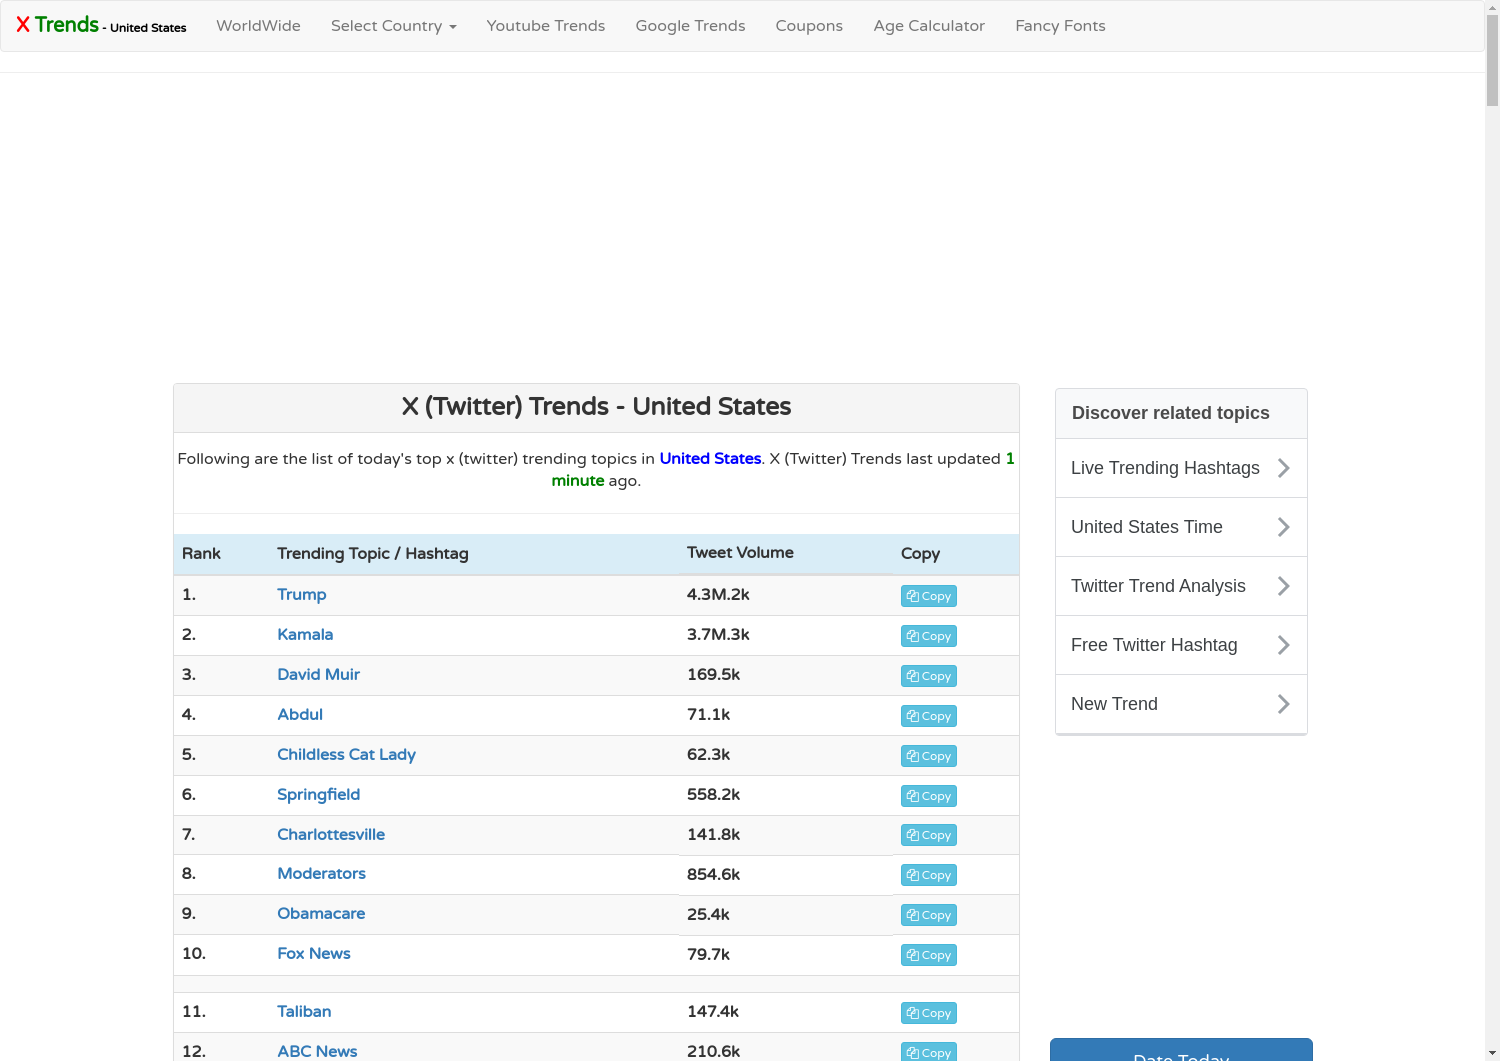 X Trends - United States WorldWide Select Country Youtube Trends Google Trends Coupons Age Calculator Fancy Fonts
X (Twitter) Trends - United States
Following are the list of today's top x (twitter) trending topics in United States. X (Twitter) Trends last updated 1
minute ago.
Rank Trending Topic / Hashtag Tweet Volume Copy
1. Trump 4.3M.2k Copy
2. Kamala 3.7M.3k Copy
3. David Muir 169.5k Copy
4. Abdul 71.1k Copy
5. Childless Cat Lady 62.3k Copy
6. Springfield 558.2k Copy
7. Charlottesville 141.8k Copy
8. Moderators 854.6k Copy
9. Obamacare 25.4k Copy
10. Fox News 79.7k Copy
11. Taliban 147.4k Copy
12. ABC News 210.6k Copy
Discover related topics
Live Trending Hashtags
United States Time
Twitter Trend Analysis
Free Twitter Hashtag
New Trend
Date Today